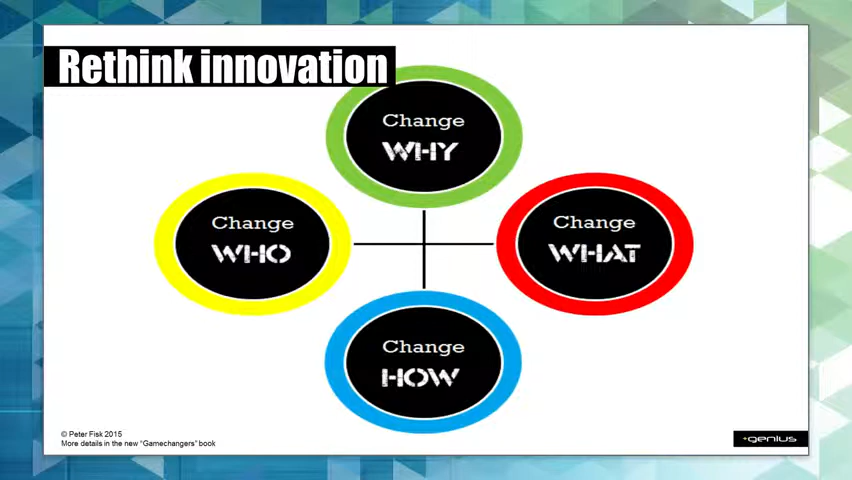 Rethink innovation
Change
WHY
Change
WHO
Change
WHAT
Change
HOW
© Peter Fisk 2015
More details in the new "Gamechangers" book
+genius